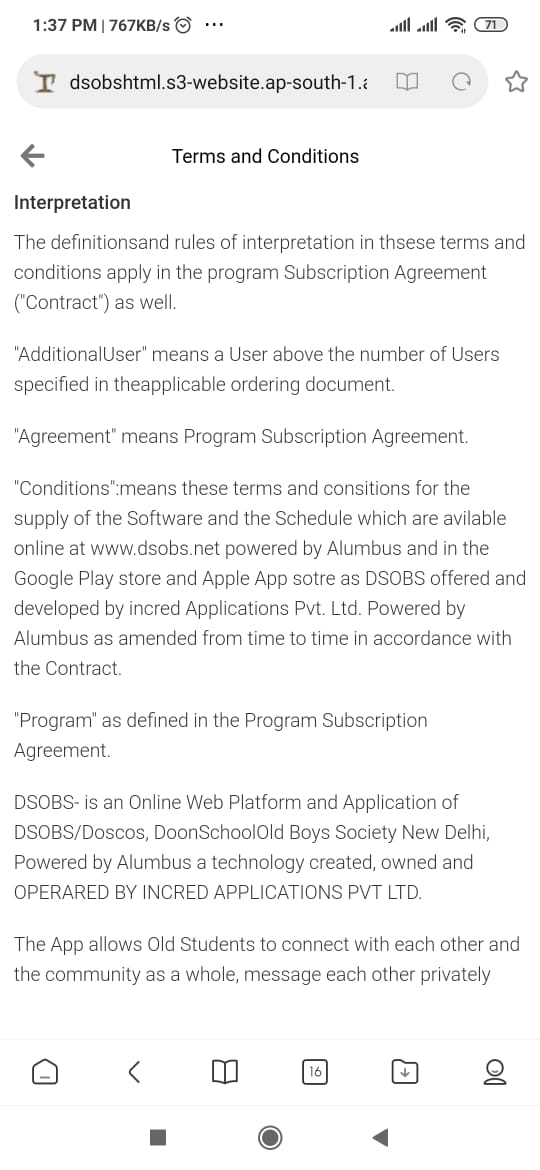 1:37 PM | 767KB/s ...
71
dsobshtml.s3-website.ap-south-1.
Terms and Conditions
Interpretation
The definitionsand rules of interpretation in thsese terms and
conditions apply in the program Subscription Agreement
("Contract") as well.
"AdditionalUser" means a User above the number of Users
specified in theapplicable ordering document.
"Agreement" means Program Subscription Agreement.
"Conditions":means these terms and consitions for the
supply of the Software and the Schedule which are avilable
online at www.dsobs.net powered by Alumbus and in the
Google Play store and Apple App sotre as DSOBS offered and
developed by incred Applications Pvt. Ltd. Powered by
Alumbus as amended from time to time in accordance with
the Contract.
"Program" as defined in the Program Subscription
Agreement.
DSOBS- is an Online Web Platform and Application of
DSOBS/Doscos, DoonSchoolOld Boys Society New Delhi,
Powered by Alumbus a technology created, owned and
OPERARED BY INCRED APPLICATIONS PVT LTD.
The App allows Old Students to connect with each other and
the community as a whole, message each other privately
16